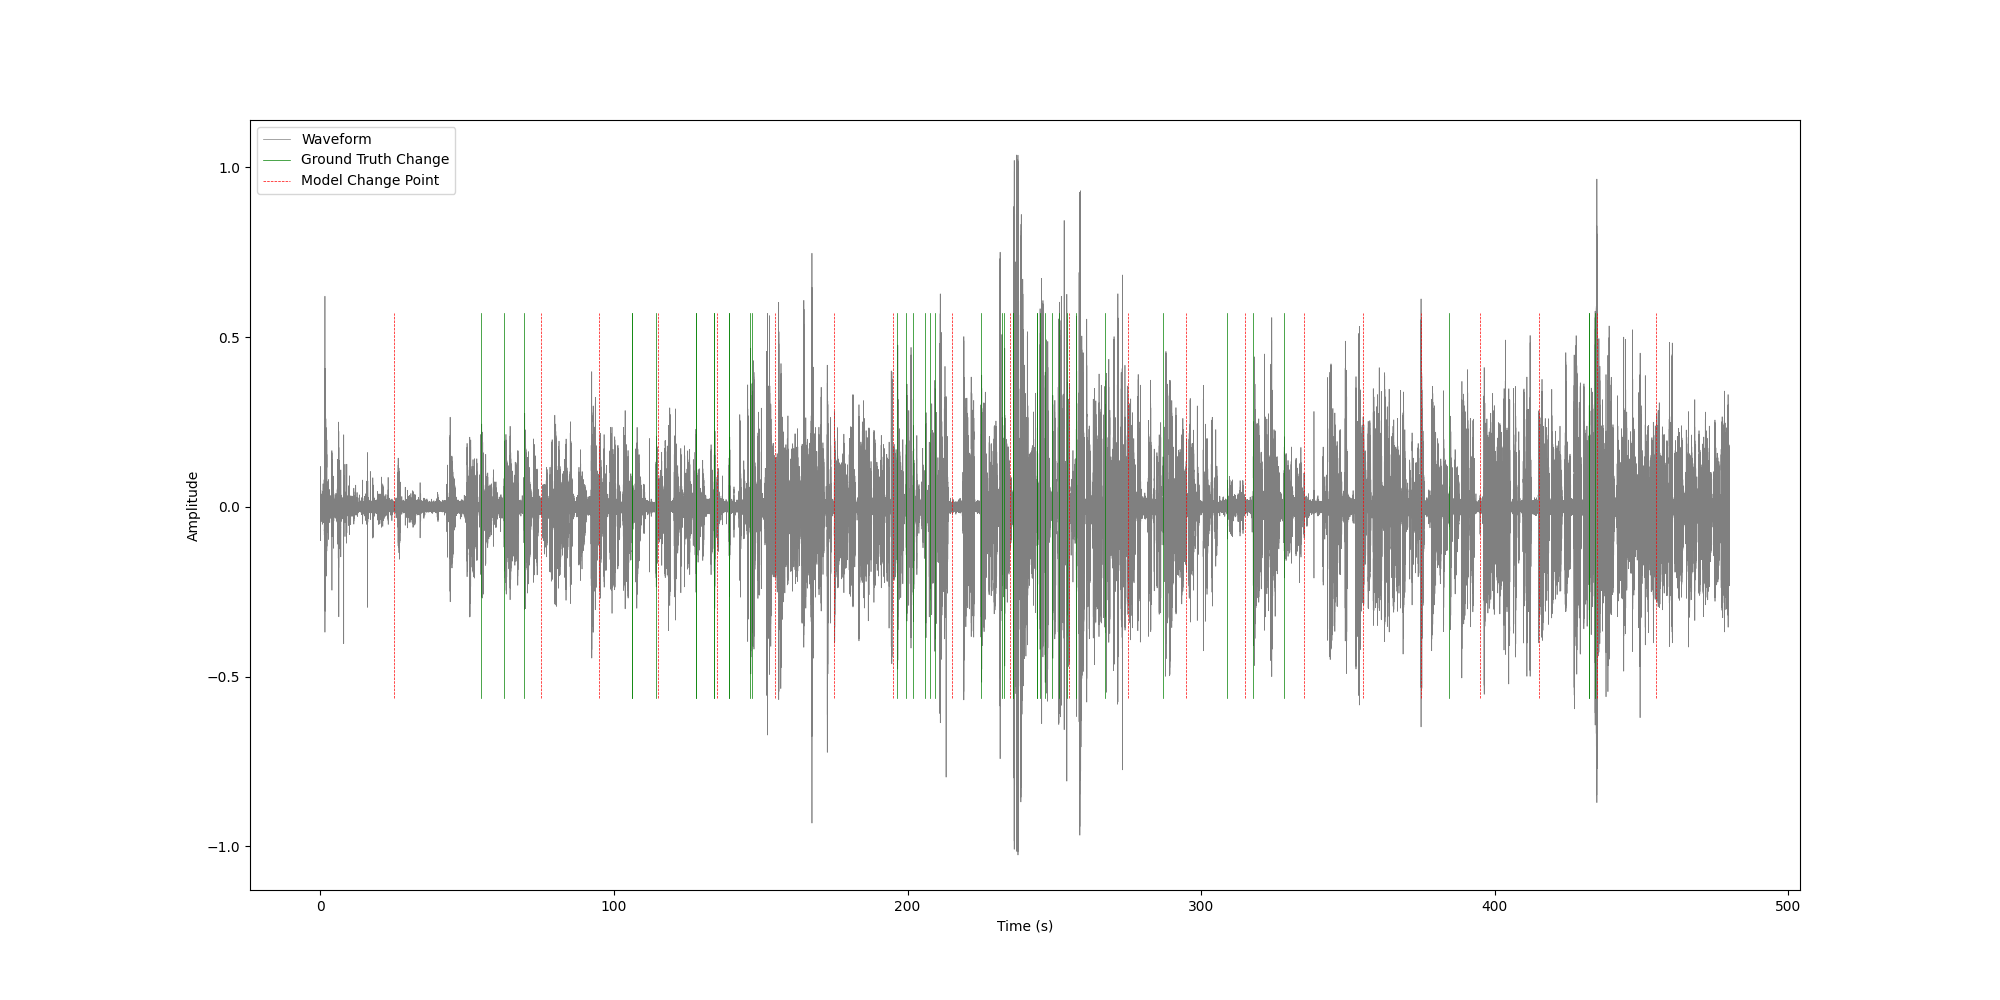 Waveform
Ground Truth Change
Model Change Point
1.0
0.5
0.0
−0.5
−1.0
Amplitude
0 100 200 300 400 500
Time (s)